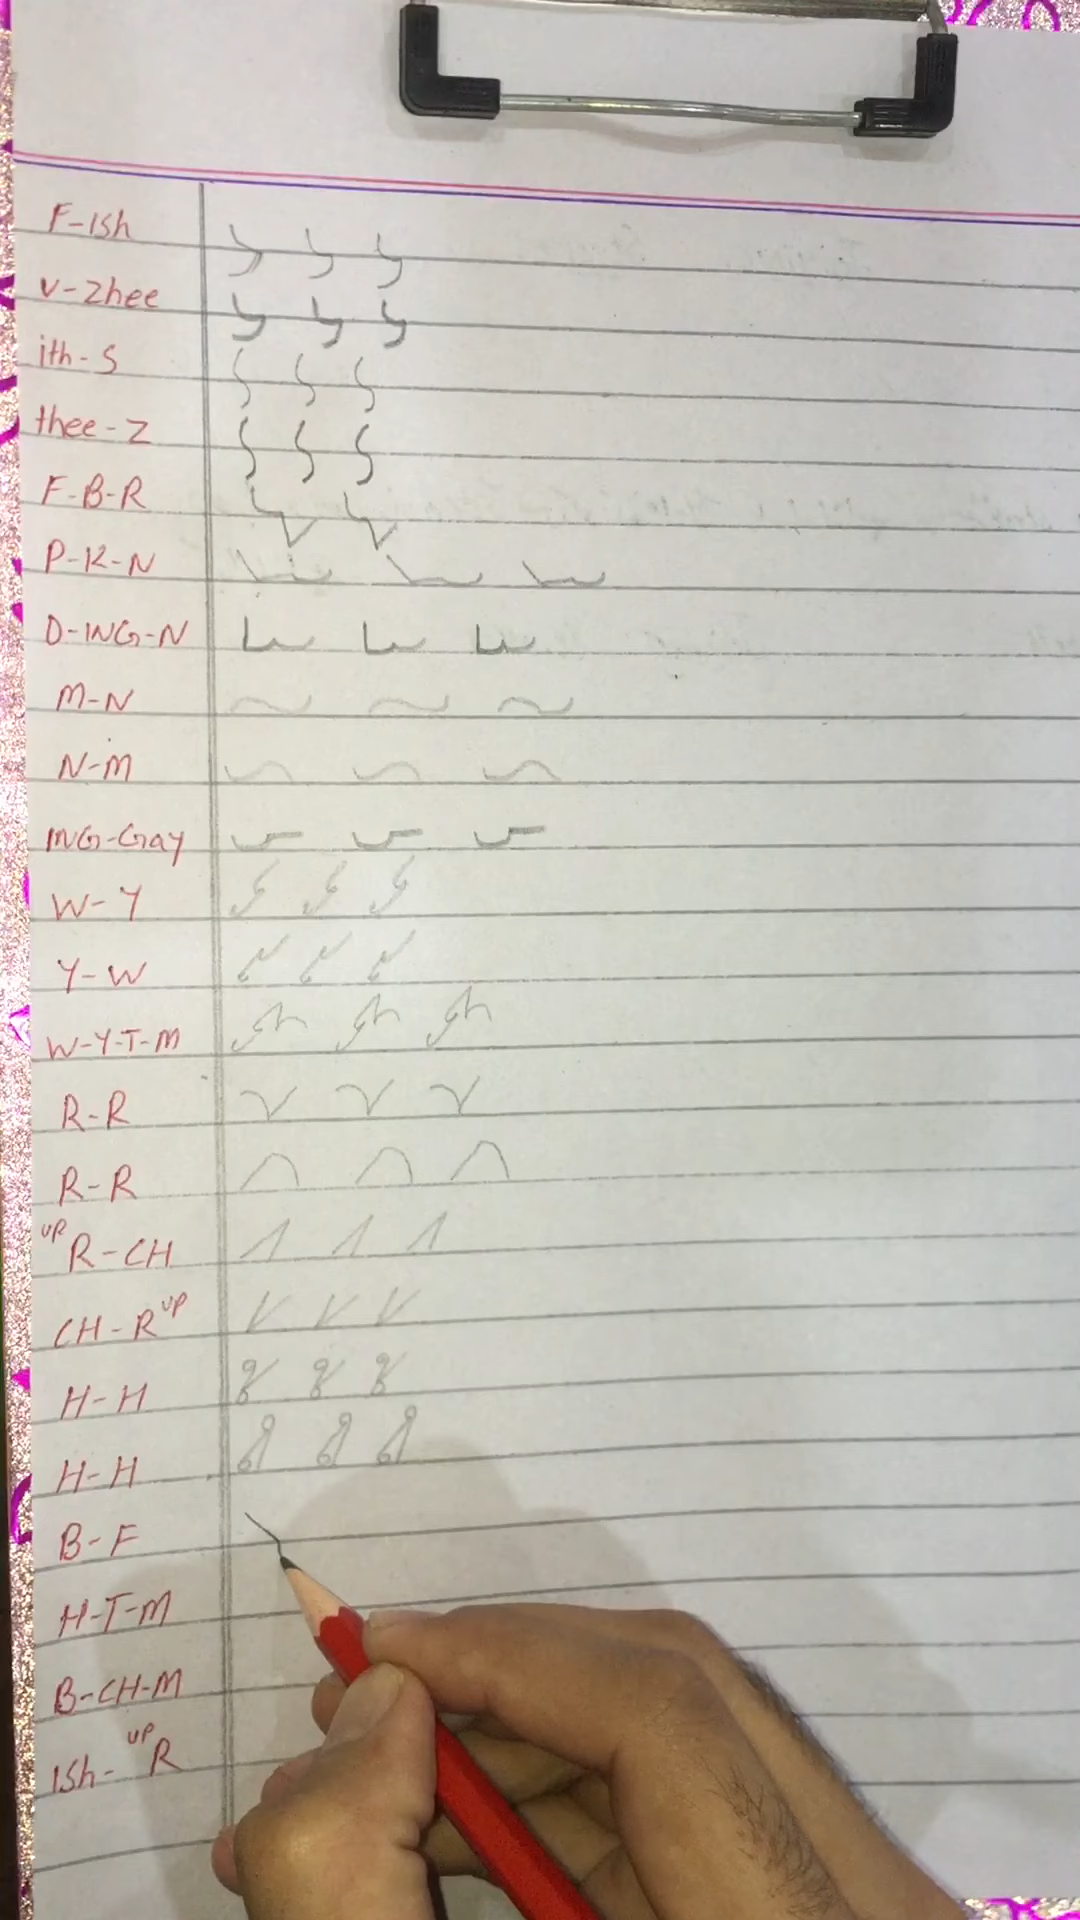 F-Ish
V-Zhee
ith-S
thee-Z
F-B-R
P-K-N
D-ING-N
M-N
N-M
ING-Gay
W-Y
Y-W
W-Y-T-M
R-R
R-R
UP R-CH
CH-R UP
H-H
H-H
B-F
H-T-M
B-CH-M
ISh-UP R